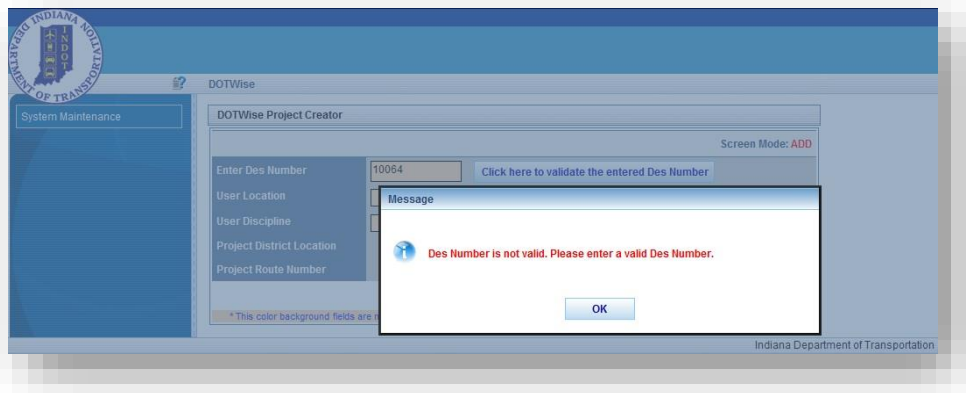 INDIANA
DEPARTMENT OF TRANSPORTATION
INDOT
DOTWise
System Maintenance
DOTWise Project Creator
Screen Mode: ADD
Enter Des Number 10064 Click here to validate the entered Des Number
User Location
Message
User Discipline
Des Number is not valid. Please enter a valid Des Number.
Project District Location
Project Route Number
OK
* This color background fields are
Indiana Department of Transportation